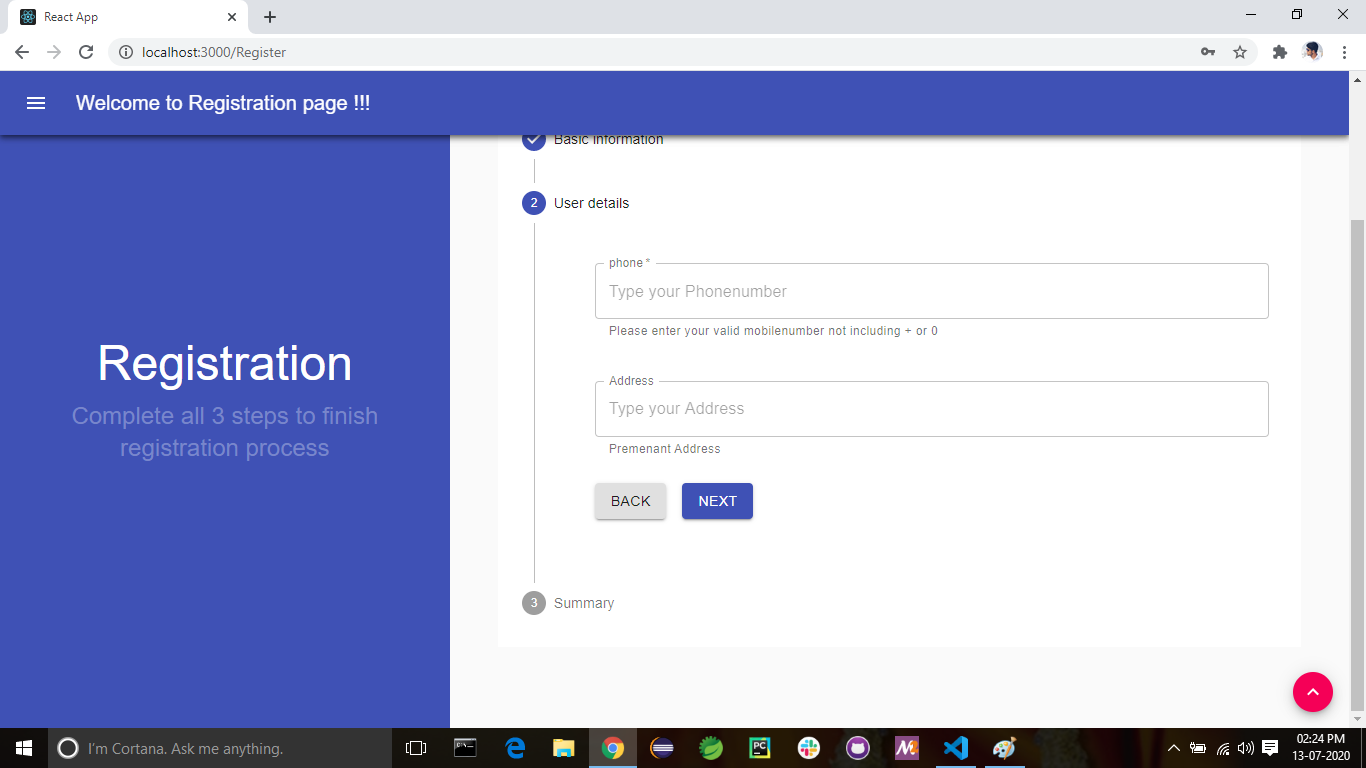 React App
localhost:3000/Register
Welcome to Registration page !!!
Basic information
2 User details
Registration
Complete all 3 steps to finish
registration process
phone *
Type your Phonenumber
Please enter your valid mobilenumber not including + or 0
Address
Type your Address
Premenant Address
BACK NEXT
3 Summary
I'm Cortana. Ask me anything.
PC
02:24 PM
13-07-2020